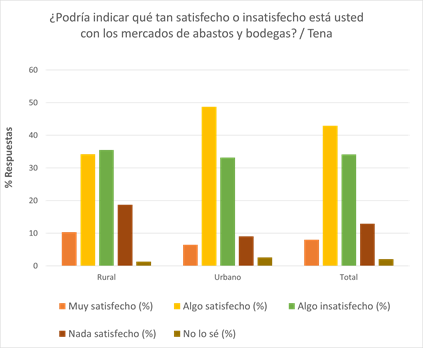 ¿Podría indicar qué tan satisfecho o insatisfecho está usted
con los mercados de abastos y bodegas? / Tena
% Respuestas
60
50
40
30
20
10
0
Rural
Urbano
Total
Muy satisfecho (%)
Algo satisfecho (%)
Algo insatisfecho (%)
Nada satisfecho (%)
No lo sé (%)